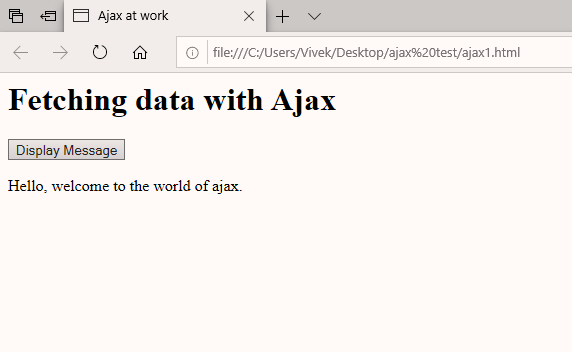 Ajax at work
file:///C:/Users/Vivek/Desktop/ajax%20test/ajax1.html
Fetching data with Ajax
Display Message
Hello, welcome to the world of ajax.